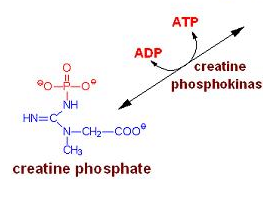 ATP
ADP
creatine
phosphokinas
O
⊖O-P-O⊖
NH
HN=C
N-CH₂-COO⊖
CH₃
creatine phosphate